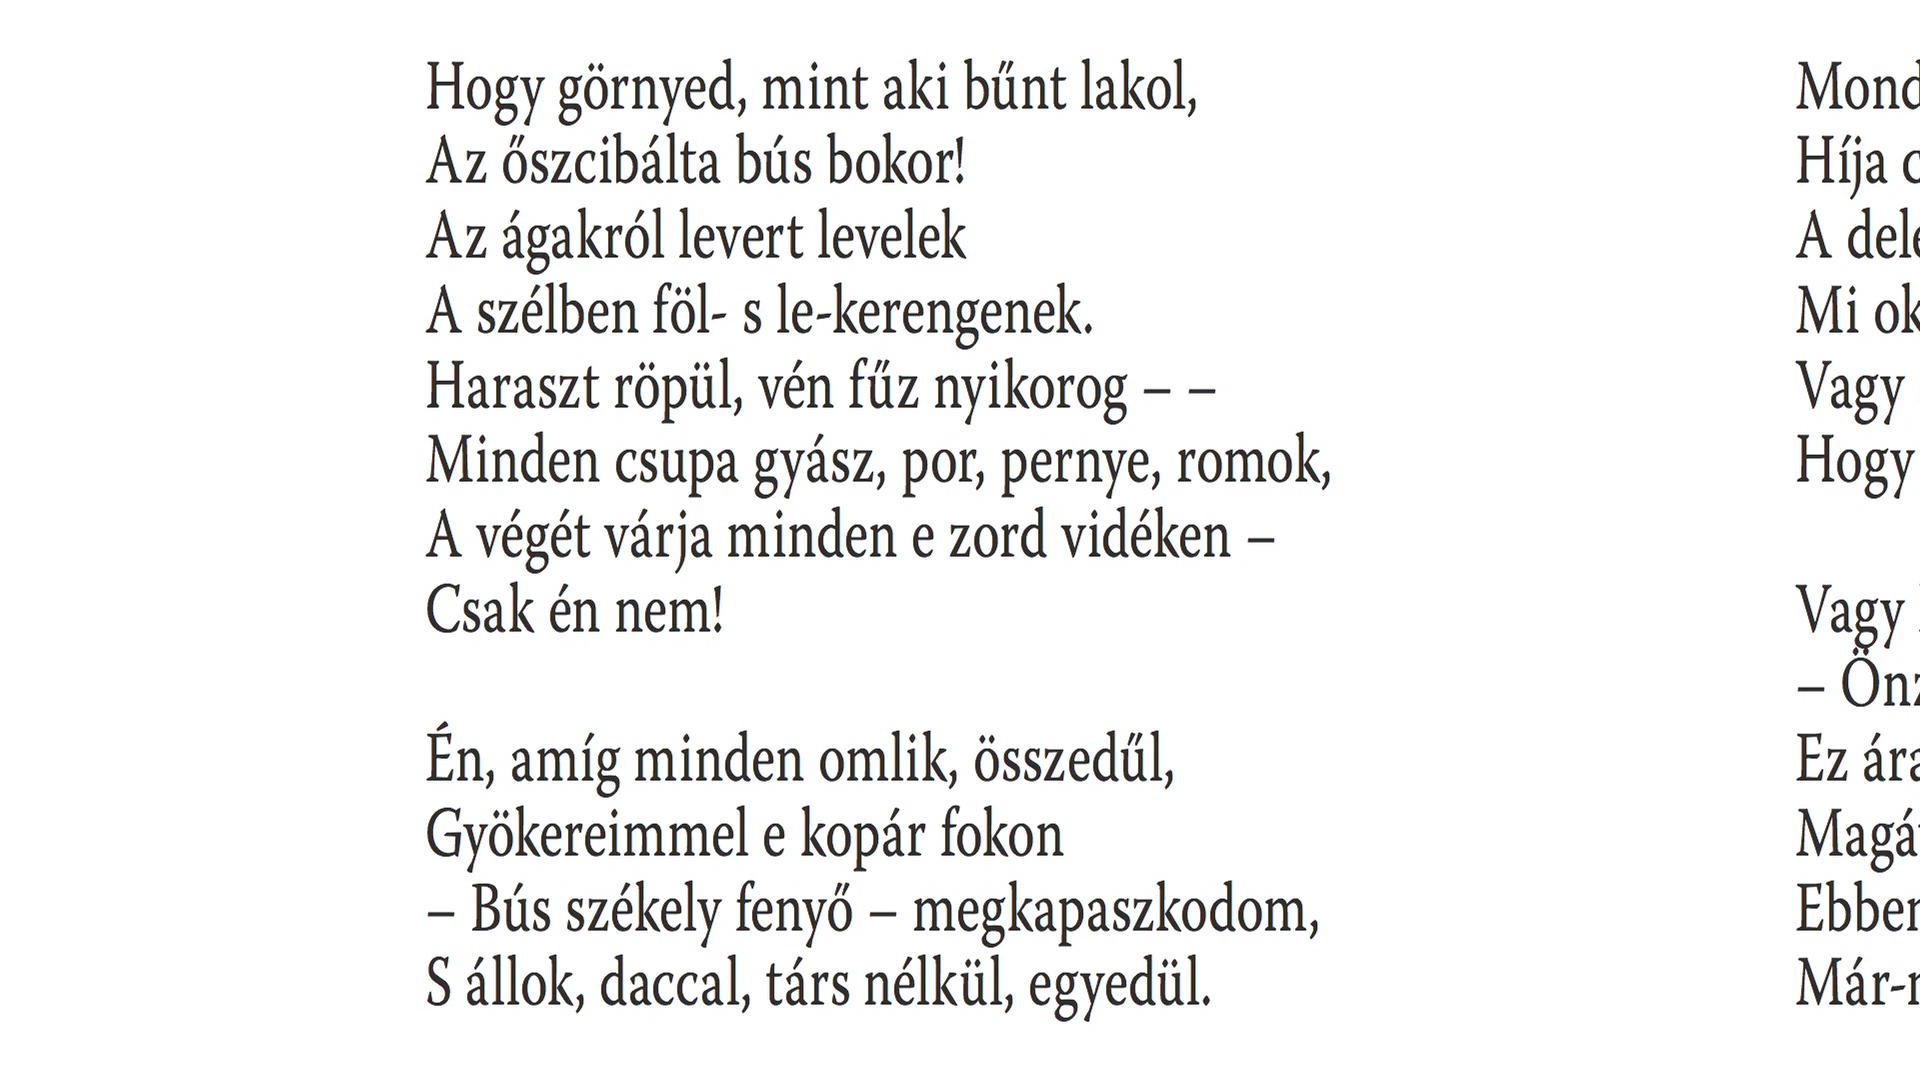 Hogy görnyed, mint aki bűnt lakol,
Az őszcibálta bús bokor!
Az ágakról levert levelek
A szélben föl- s le-kerengenek.
Haraszt röpül, vén fűz nyikorog – –
Minden csupa gyász, por, pernye, romok,
A végét várja minden e zord vidéken –
Csak én nem!
Én, amíg minden omlik, összedűl,
Gyökereimmel e kopár fokon
– Bús székely fenyő – megkapaszkodom,
S állok, daccal, társ nélkül, egyedül.
Híja
A
Mi
Vagy
Hogy
Vagy
–
Ez